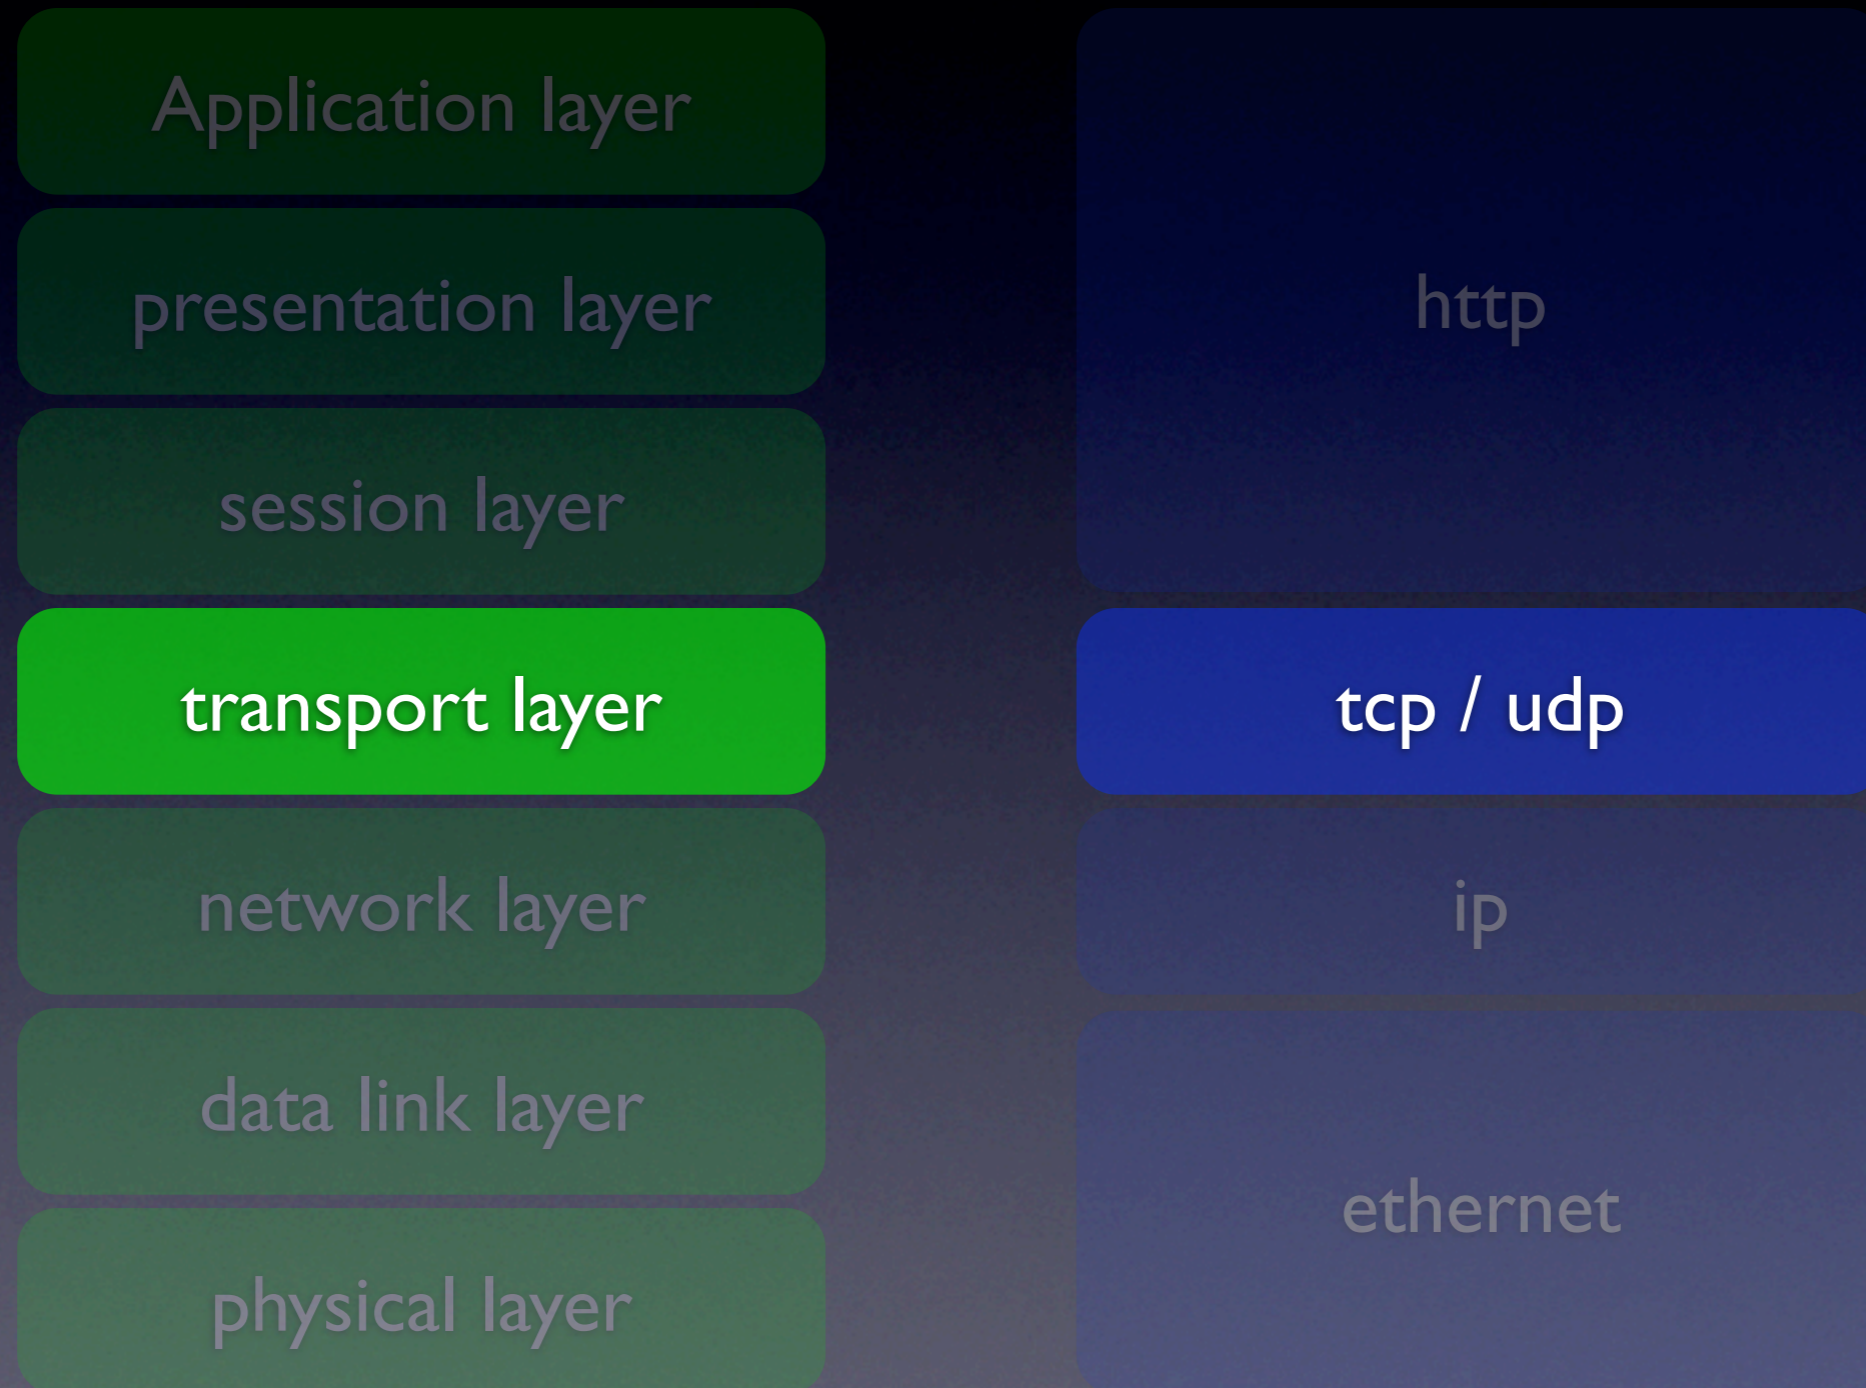 Application layer
presentation layer
session layer
transport layer
network layer
data link layer
physical layer
http
tcp / udp
ip
ethernet